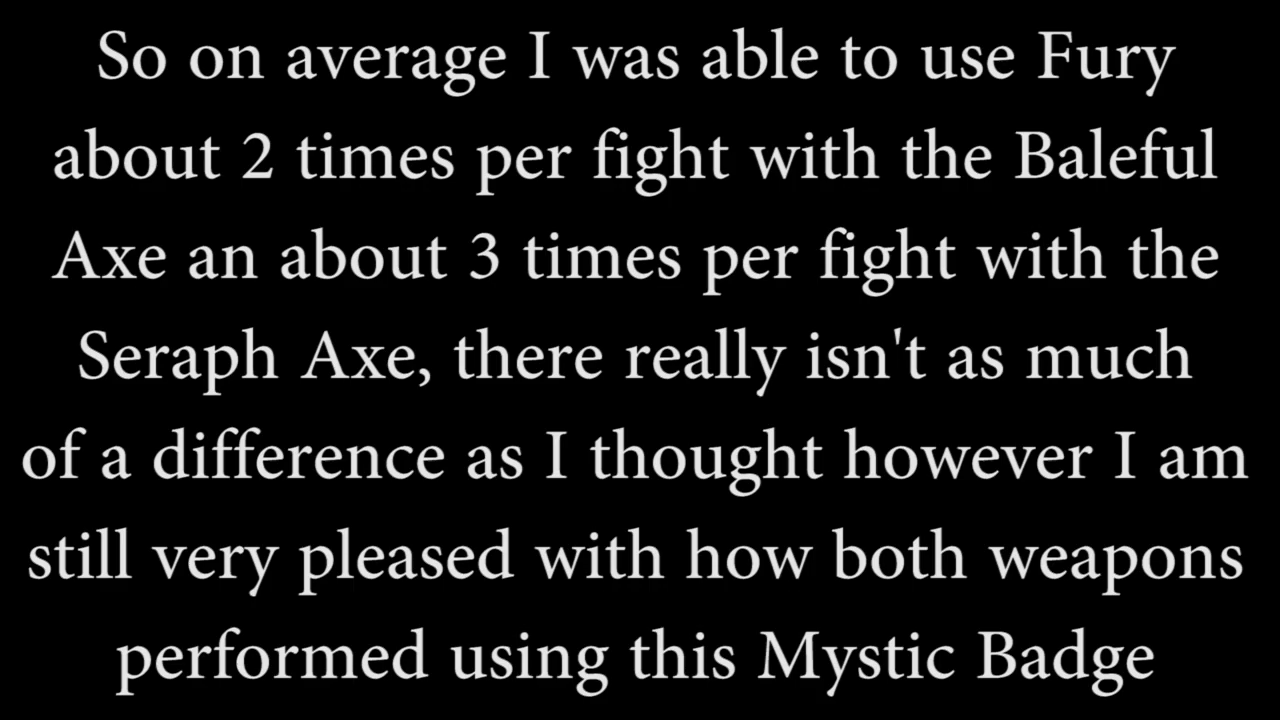 So on average I was able to use Fury
about 2 times per fight with the Baleful
Axe an about 3 times per fight with the
Seraph Axe, there really isn't as much
of a difference as I thought however I am
still very pleased with how both weapons
performed using this Mystic Badge